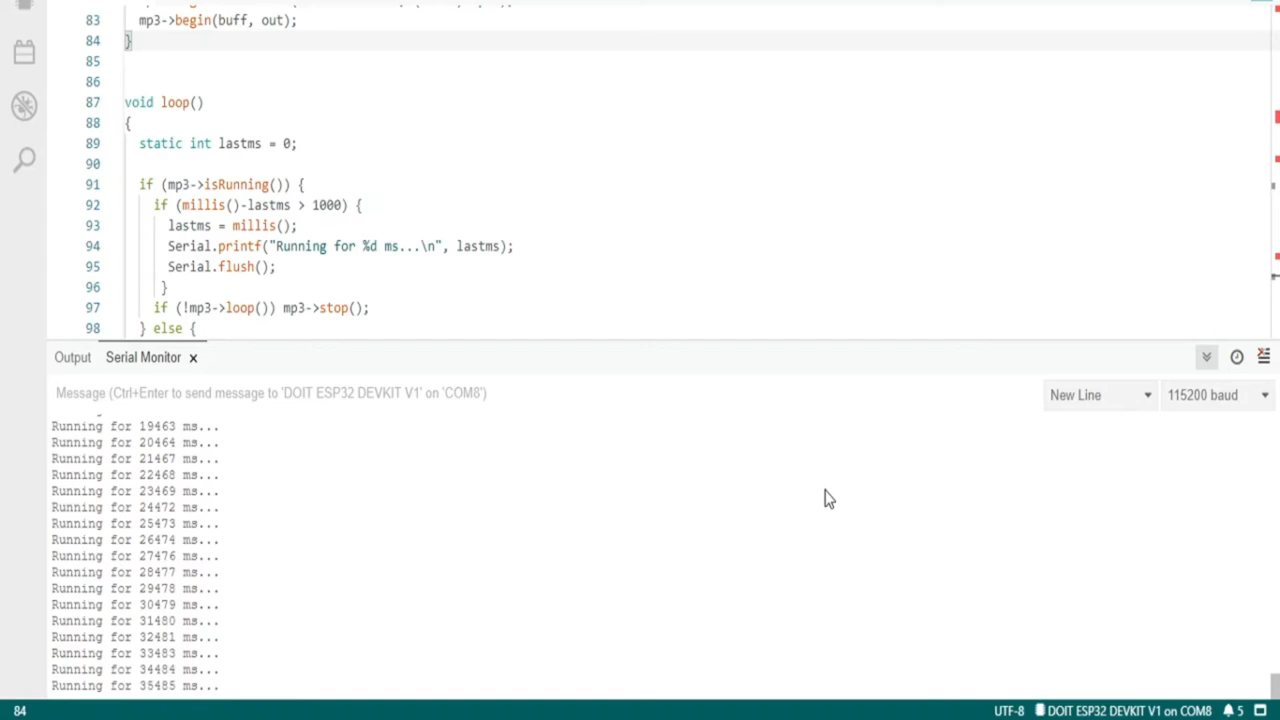 83 mp3->begin(buff, out);
84 }
85
86
87 void loop()
88 {
89 static int lastms = 0;
90
91 if (mp3->isRunning()) {
92 if (millis()-lastms > 1000) {
93 lastms = millis();
94 Serial.printf("Running for %d ms...\n", lastms);
95 Serial.flush();
96 }
97 if (!mp3->loop()) mp3->stop();
98 } else {
Output Serial Monitor
Message (Ctrl+Enter to send message to 'DOIT ESP32 DEVKIT V1' on 'COM8')
New Line 115200 baud
Running for 19463 ms...
Running for 20464 ms...
Running for 21467 ms...
Running for 22468 ms...
Running for 23469 ms...
Running for 24472 ms...
Running for 25473 ms...
Running for 26474 ms...
Running for 27476 ms...
Running for 28477 ms...
Running for 29478 ms...
Running for 30479 ms...
Running for 31480 ms...
Running for 32481 ms...
Running for 33483 ms...
Running for 34484 ms...
Running for 35485 ms...
84 UTF-8 DOIT ESP32 DEVKIT V1 on COM8 5